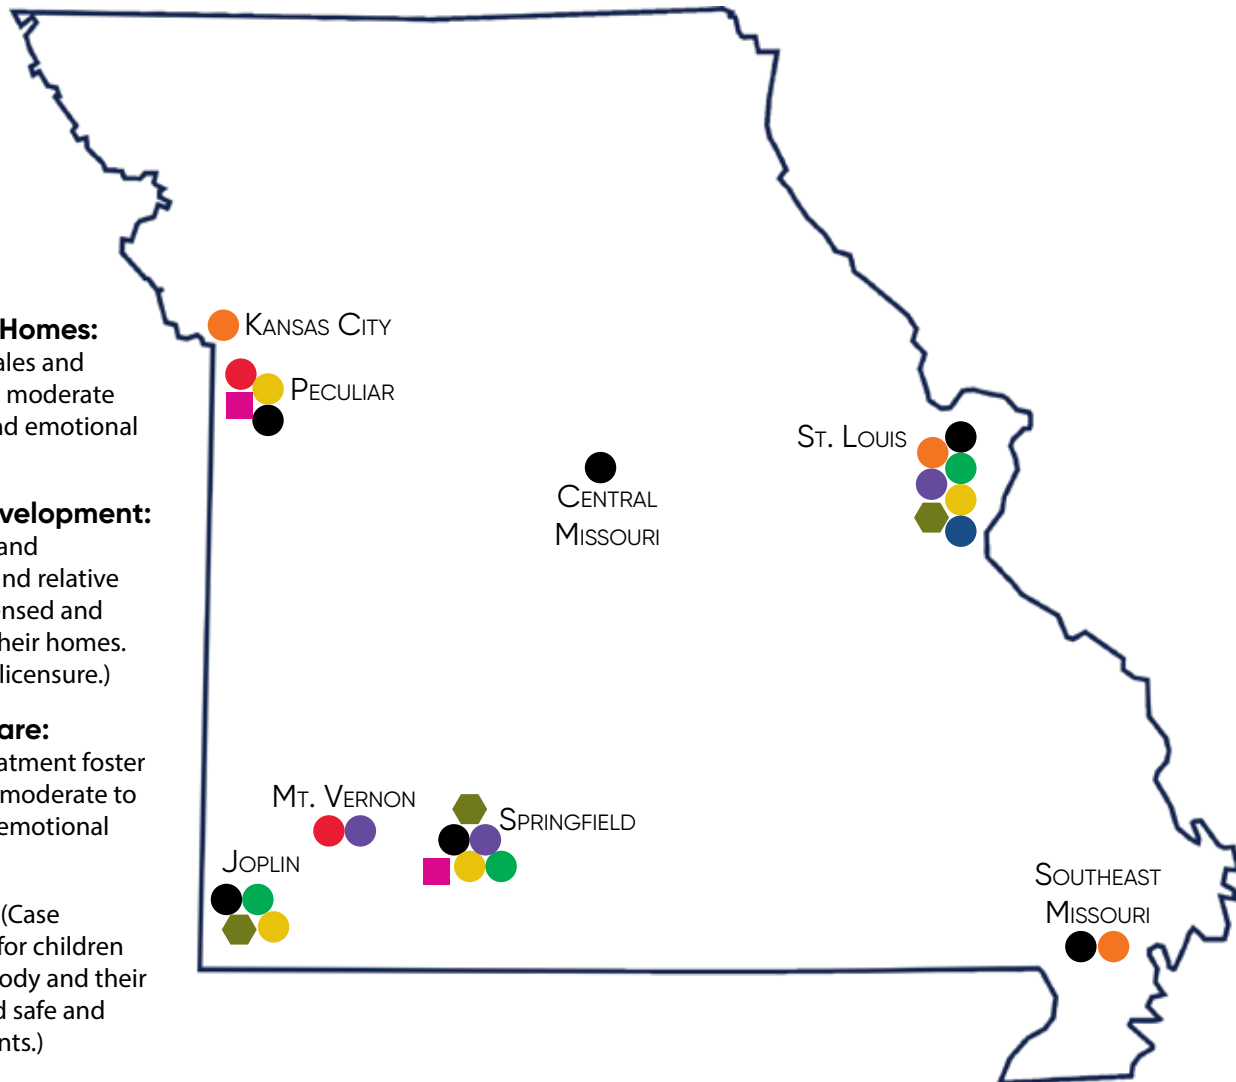 Homes:
ales and
moderate
nd emotional
velopment:
and
nd relative
ensed and
heir homes.
licensure.)
are:
atment foster
moderate to
emotional
(Case
for children
ody and their
d safe and
nts.)
Kansas City
Peculiar
Central
Missouri
St. Louis
Mt. Vernon
Springfield
Joplin
Southeast
Missouri